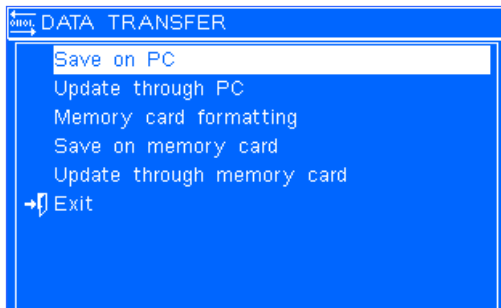 DATA TRANSFER
Save on PC
Update through PC
Memory card formatting
Save on memory card
Update through memory card
Exit